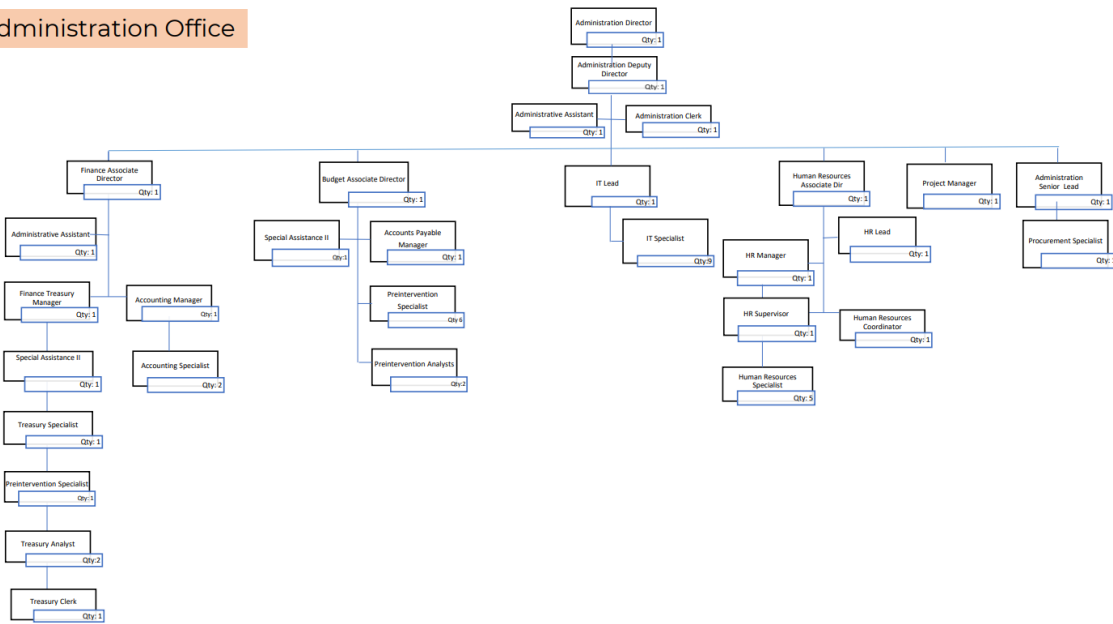 dministration Office
Administration Director
Qty: 1
Administration Deputy
Director
Qty: 1
Administrative Assistant
Qty: 1
Administration Clerk
Qty: 1
Finance Associate
Director
Qty: 1
Budget Associate Director
Qty: 1
IT Lead
Qty: 1
Human Resources
Associate Dir
Qty: 1
Project Manager
Qty: 1
Administration
Senior Lead
Qty: 1
Administrative Assistant
Qty: 1
Special Assistance II
Qty:1
Accounts Payable
Manager
Qty: 1
IT Specialist
Qty:9
HR Lead
Qty: 1
HR Manager
Qty: 1
Procurement Specialist
Qty:
Finance Treasury
Manager
Qty: 1
Accounting Manager
Qty: 1
Preintervention
Specialist
Qty 6
HR Supervisor
Qty: 1
Human Resources
Coordinator
Qty: 1
Special Assistance II
Qty: 1
Accounting Specialist
Qty: 2
Preintervention Analysts
Qty:2
Human Resources
Specialist
Qty: 5
Treasury Specialist
Qty: 1
Preintervention Specialist
Qty:1
Treasury Analyst
Qty:2
Treasury Clerk
Qty: 1